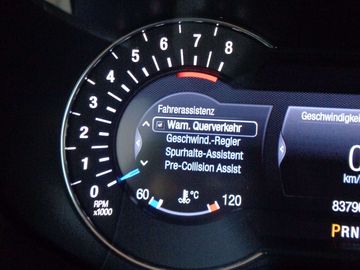 8
7
6
5
4
3
2
1
0
RPM
x1000
Fahrerassistenz
Warn. Querverkehr
Geschwind.-Regler
Spurhalte-Assistent
Pre-Collision Assist
60 °C 120
Geschwindigkei
0
km/
8379
PRN